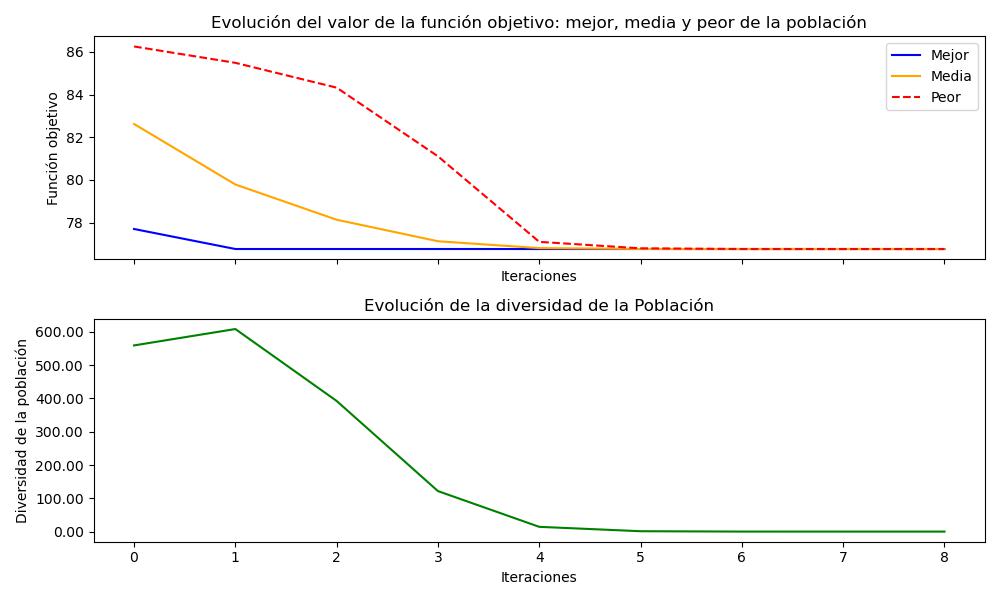 Evolución del valor de la función objetivo: mejor, media y peor de la población
86
84
82
80
78
Función objetivo
Mejor
Media
Peor
Iteraciones
Evolución de la diversidad de la Población
600.00
500.00
400.00
300.00
200.00
100.00
0.00
Diversidad de la población
0 1 2 3 4 5 6 7 8
Iteraciones